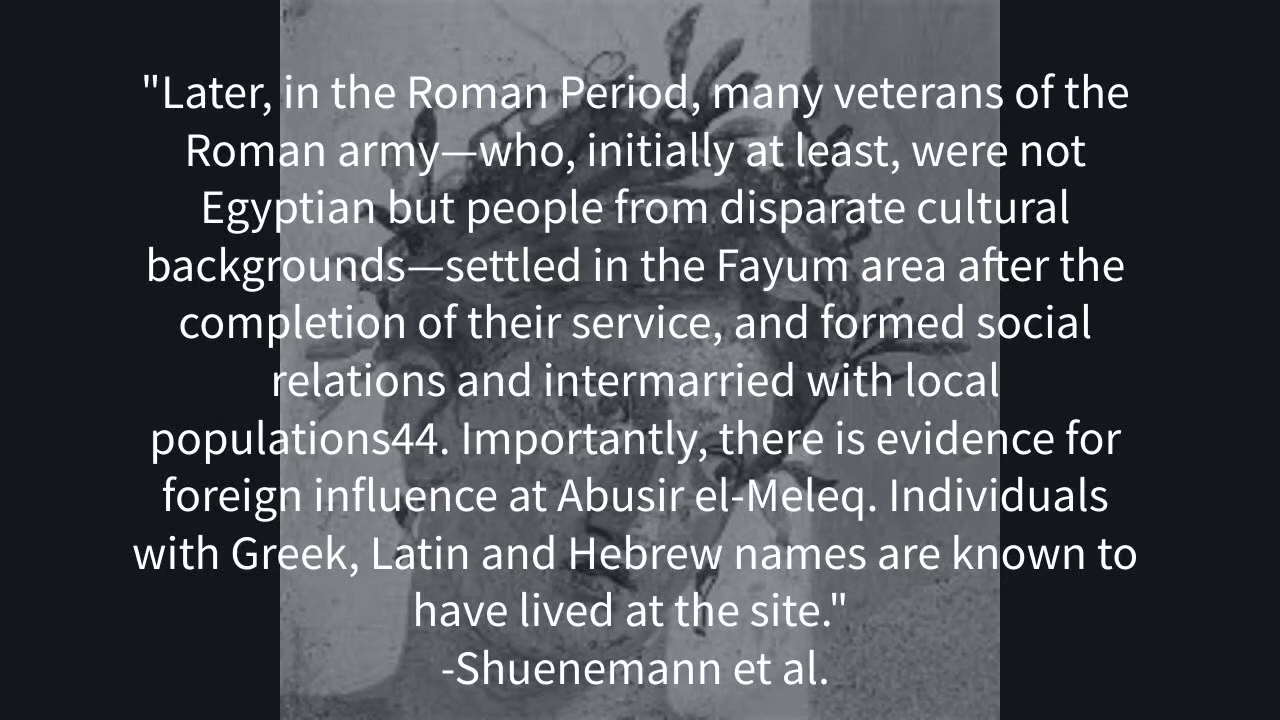 "Later, in the Roman Period, many veterans of the
Roman army—who, initially at least, were not
Egyptian but people from disparate cultural
backgrounds—settled in the Fayum area after the
completion of their service, and formed social
relations and intermarried with local
populations44. Importantly, there is evidence for
foreign influence at Abusir el-Meleq. Individuals
with Greek, Latin and Hebrew names are known to
have lived at the site."
-Shuenemann et al.